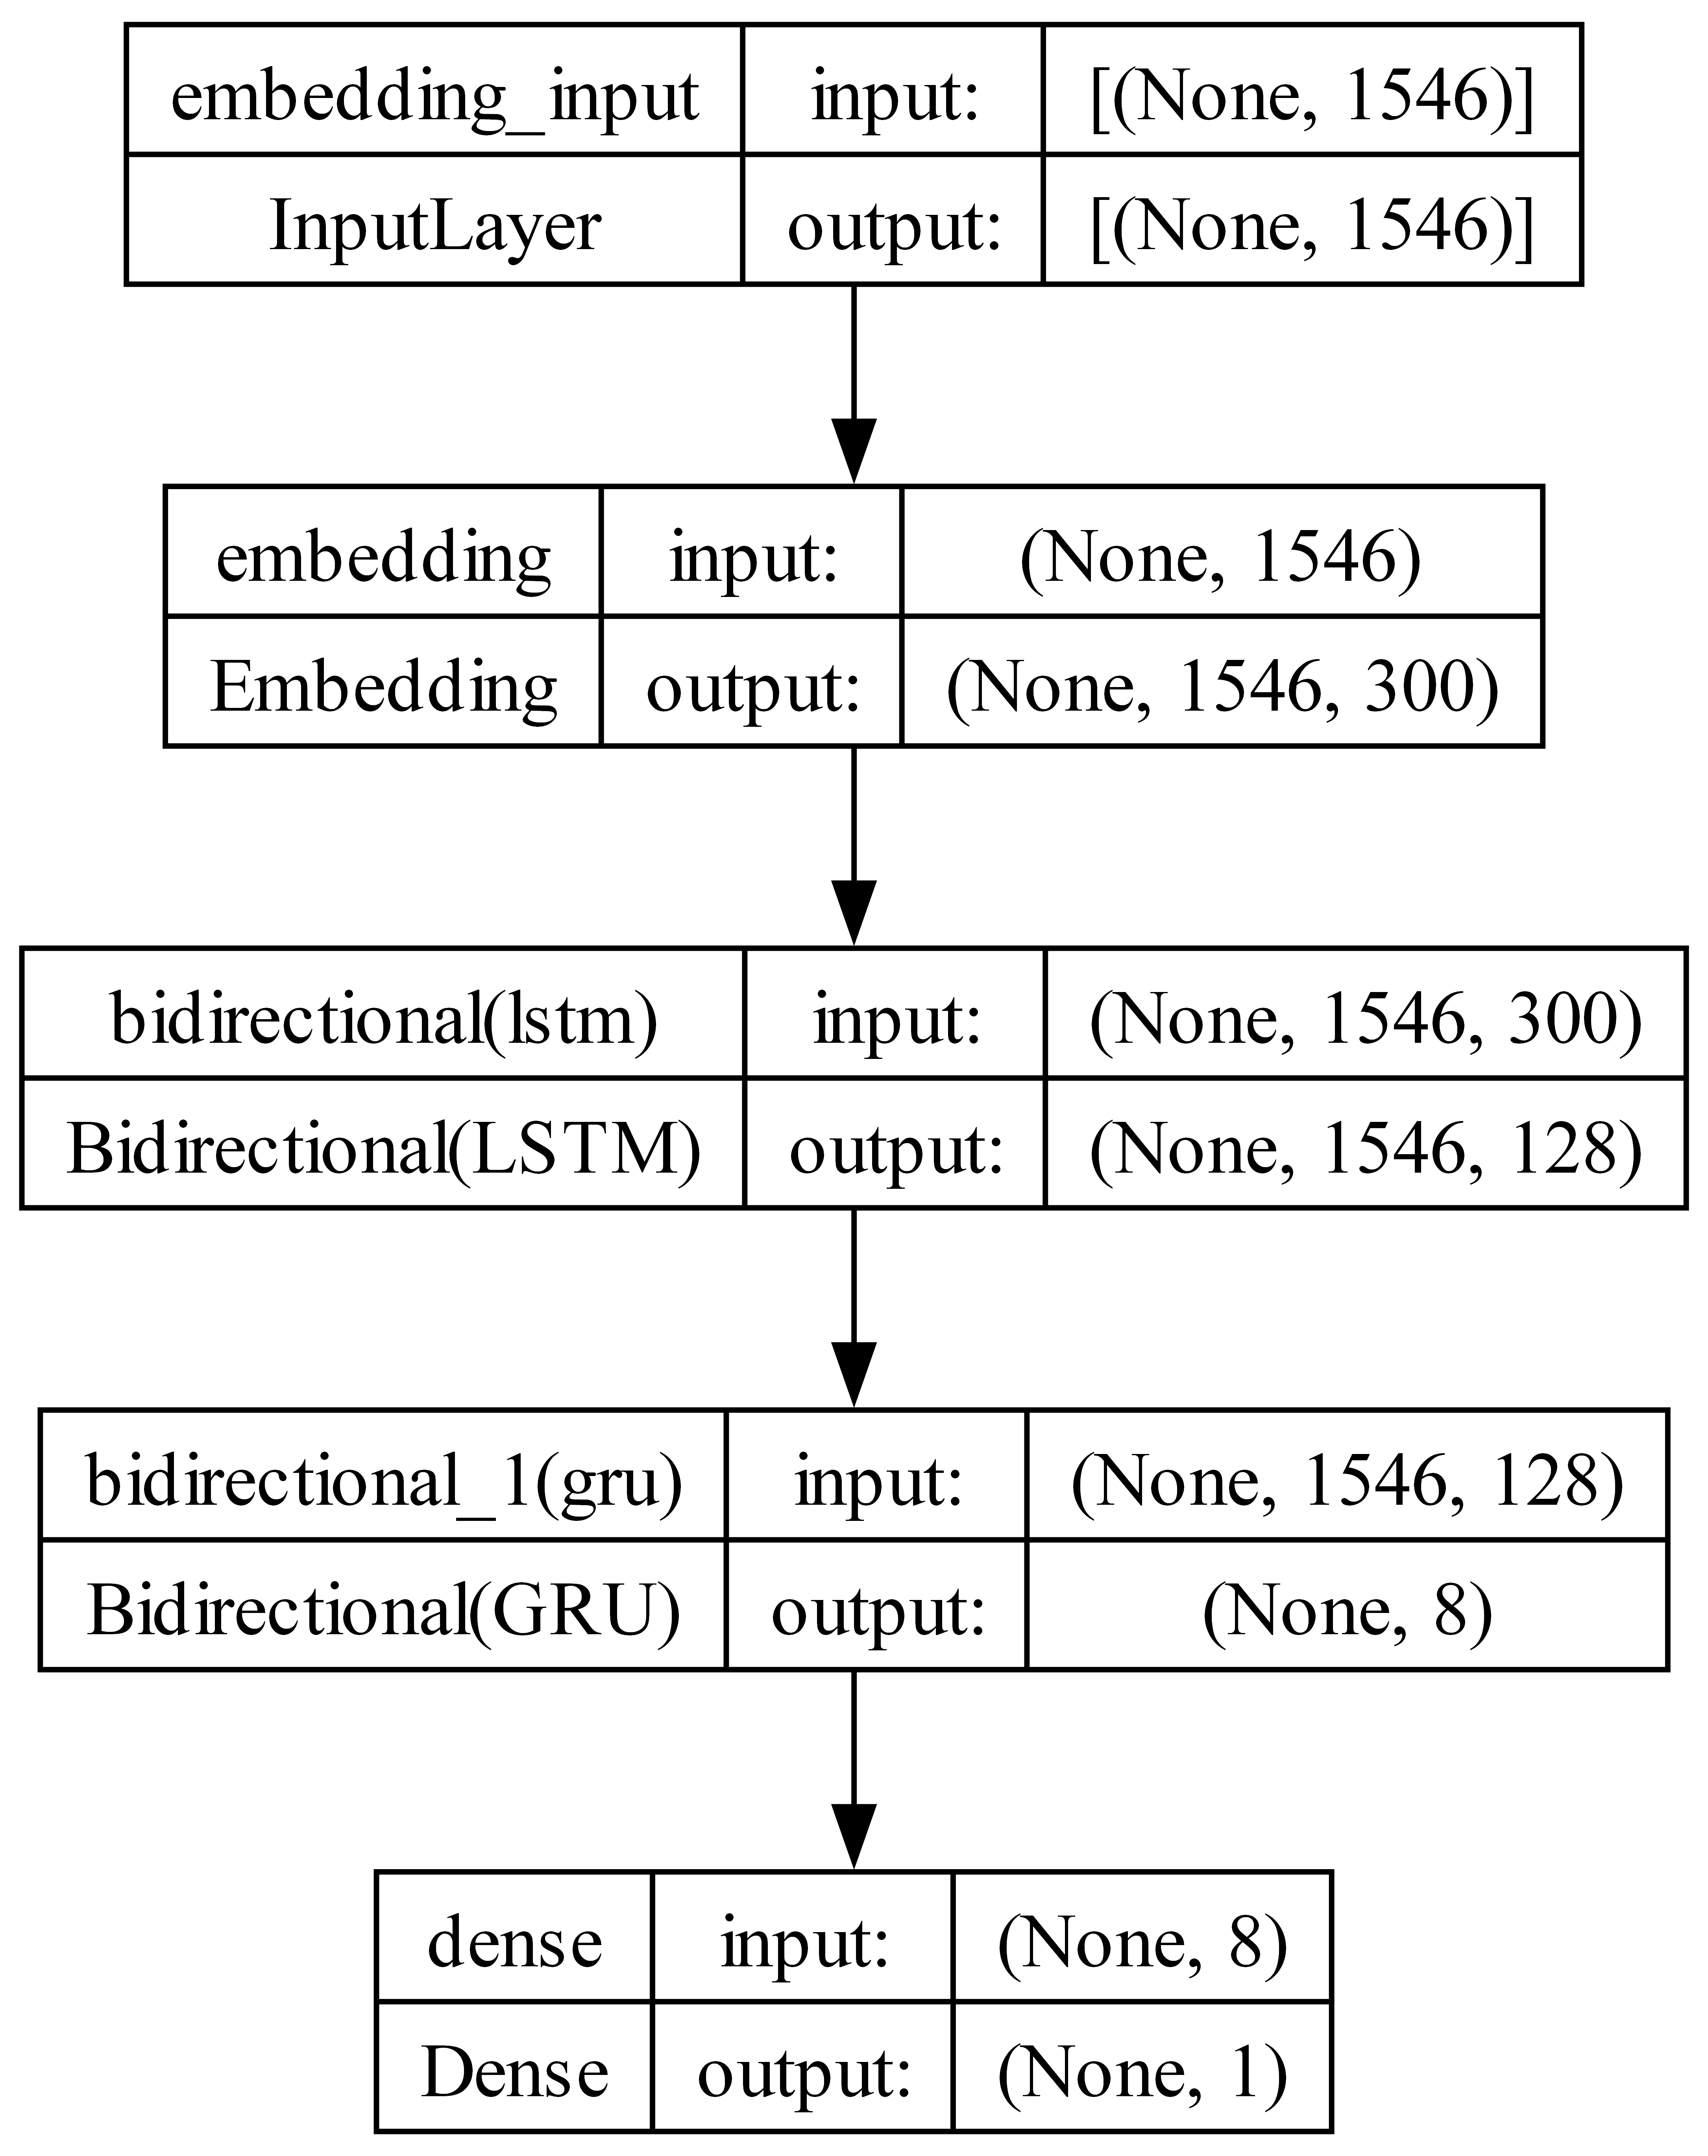 embedding_input input: [(None, 1546)]
InputLayer output: [(None, 1546)]
embedding input: (None, 1546)
Embedding output: (None, 1546, 300)
bidirectional(lstm) input: (None, 1546, 300)
Bidirectional(LSTM) output: (None, 1546, 128)
bidirectional_1(gru) input: (None, 1546, 128)
Bidirectional(GRU) output: (None, 8)
dense input: (None, 8)
Dense output: (None, 1)